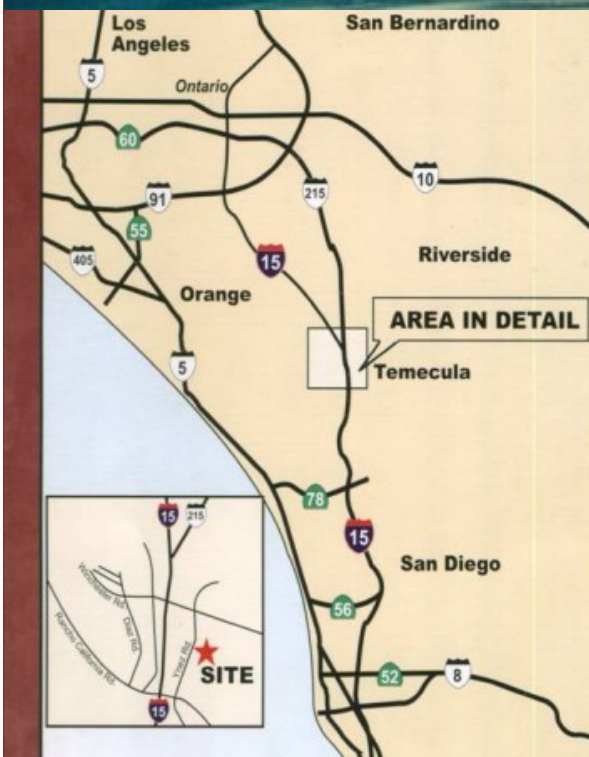 Los
Angeles
San Bernardino
5
Ontario
60
10
91
215
55
15
Riverside
405
Orange
AREA IN DETAIL
5
Temecula
78
15
San Diego
56
52
8
15
215
Winchester Rd.
Diaz Rd.
Rancho California Rd.
Ynez Rd.
SITE
15